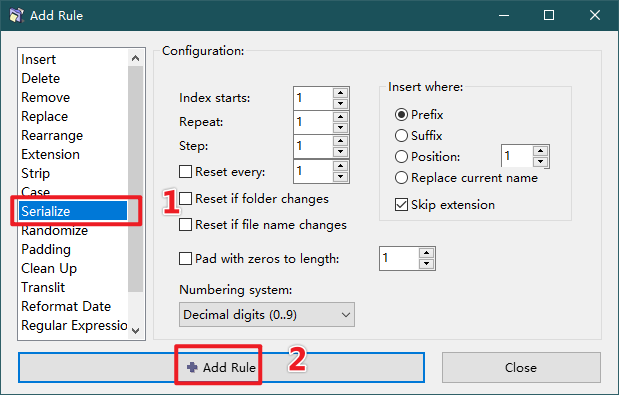 Add Rule
Configuration:
Insert
Delete
Remove
Replace
Rearrange
Extension
Strip
Case
Serialize
Randomize
Padding
Clean Up
Translit
Reformat Date
Regular Expressio
Index starts: 1
Repeat: 1
Step: 1
Reset every: 1
1
Reset if folder changes
Reset if file name changes
Pad with zeros to length: 1
Numbering system:
Decimal digits (0..9)
Insert where:
Prefix
Suffix
Position: 1
Replace current name
Skip extension
Add Rule
2
Close